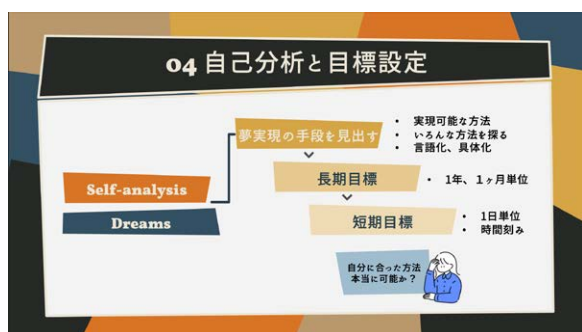 04 自己分析と目標設定
夢実現の手段を見出す
• 実現可能な方法
• いろんな方法を探る
• 言語化、具体化
Self-analysis
Dreams
長期目標
• 1年、1ヶ月単位
短期目標
• 1日単位
• 時間刻み
自分に合った方法
本当に可能か？